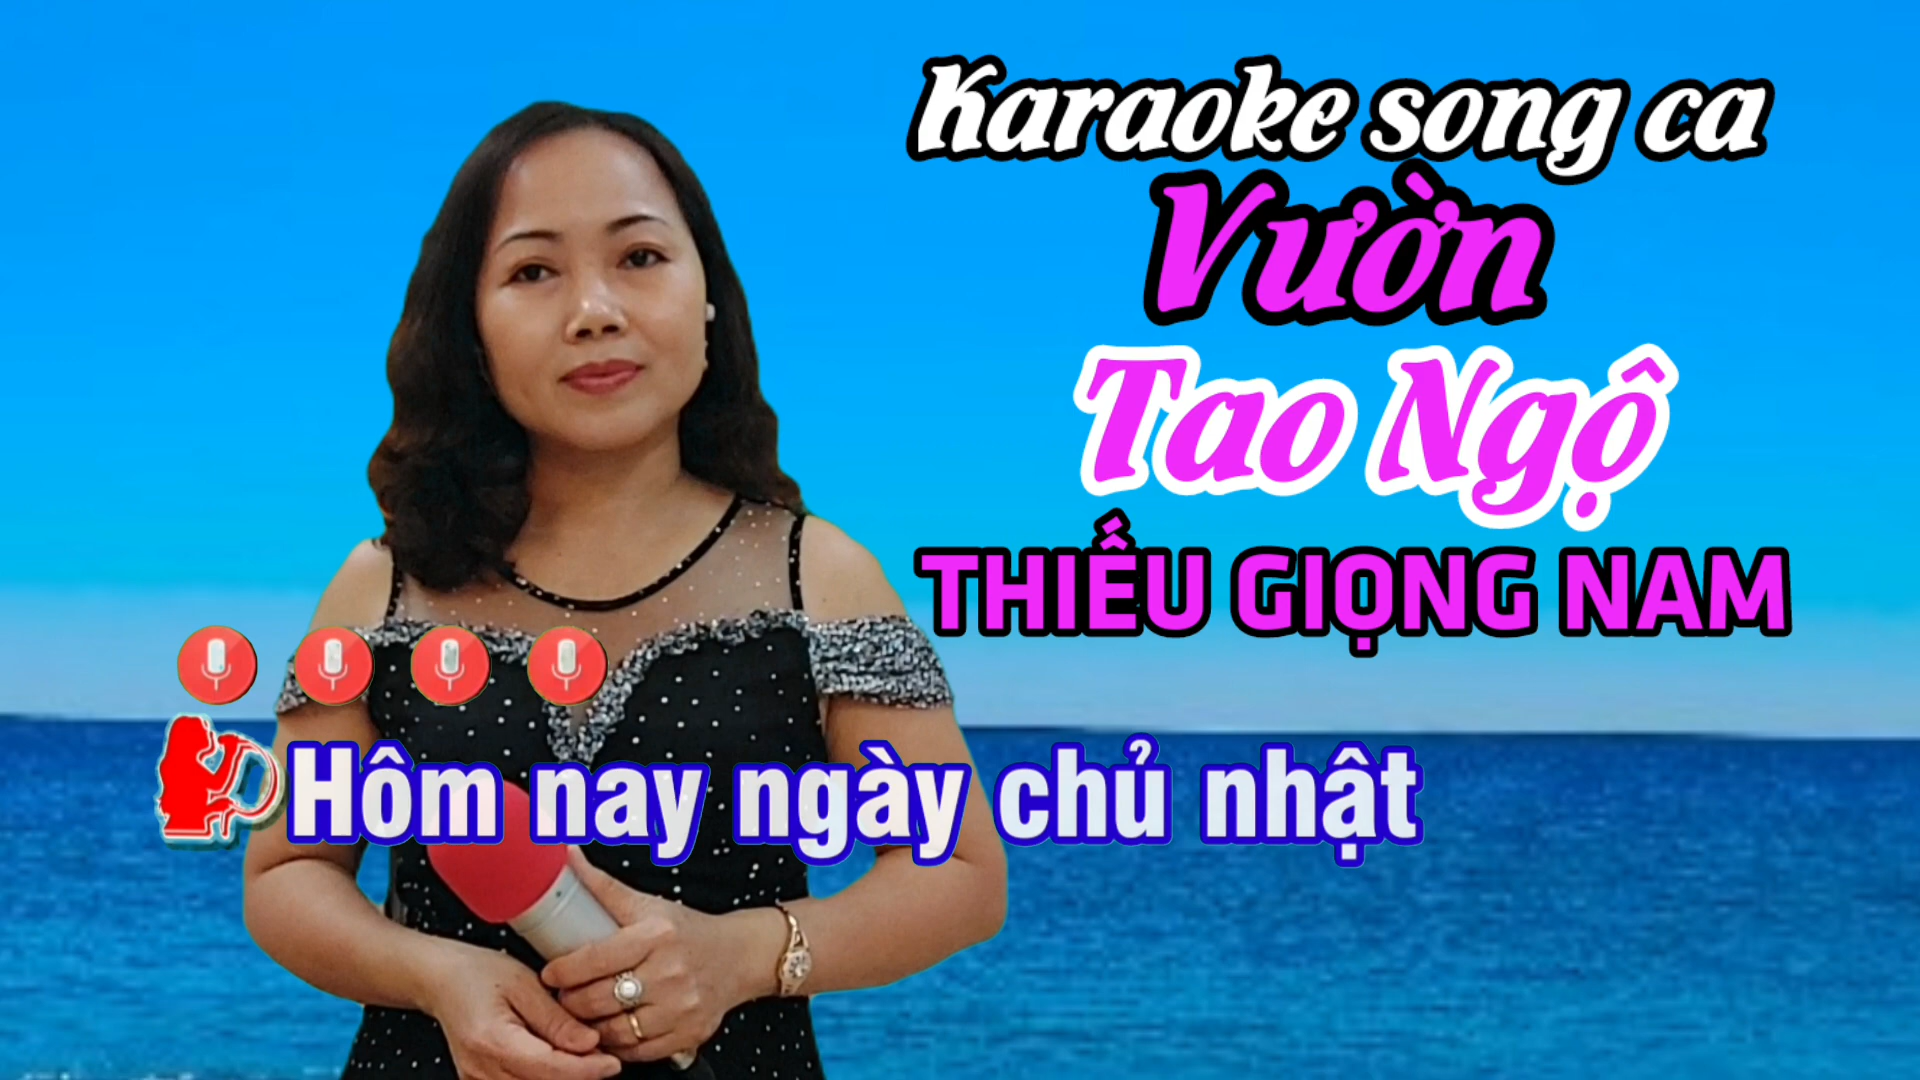 Karaoke song ca
Vườn
Tao Ngộ
THIẾU GIỌNG NAM
Hôm nay ngày chủ nhật